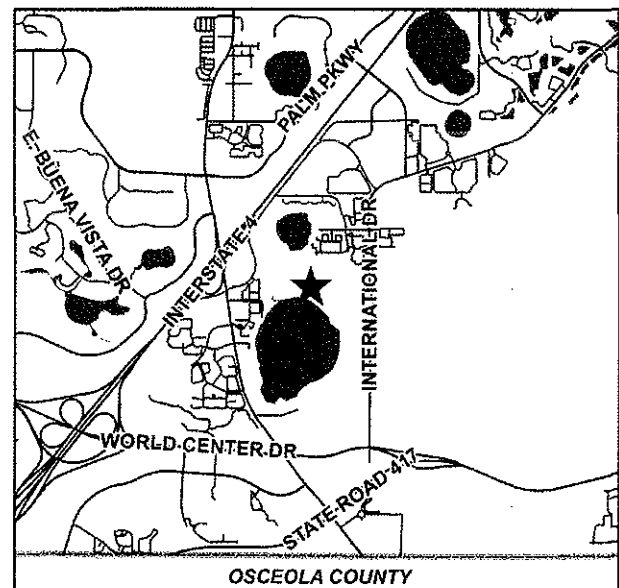 PALM PKWY
E. BUENA VISTA DR
INTERSTATE 4
INTERNATIONAL DR
WORLD CENTER DR
STATE ROAD 417
OSCEOLA COUNTY